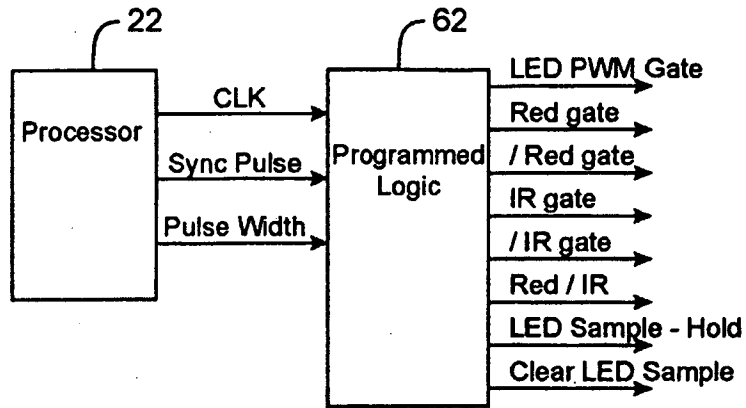 22
62
Processor
CLK
Sync Pulse
Pulse Width
Programmed
Logic
LED PWM Gate
Red gate
/ Red gate
IR gate
/ IR gate
Red / IR
LED Sample - Hold
Clear LED Sample